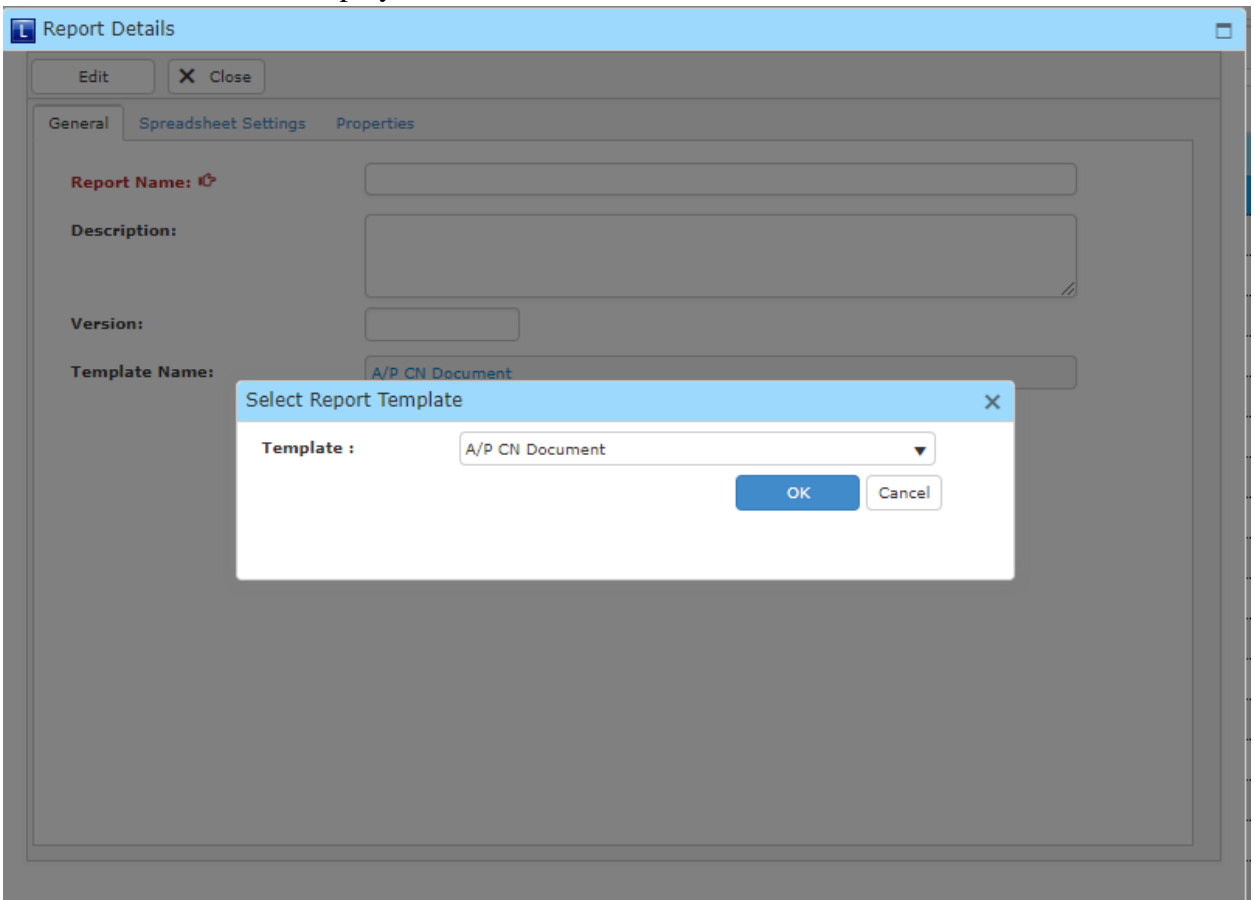 Report Details
Edit X Close
General Spreadsheet Settings Properties
Report Name:
Description:
Version:
Template Name: A/P CN Document
Select Report Template
Template : A/P CN Document
OK Cancel